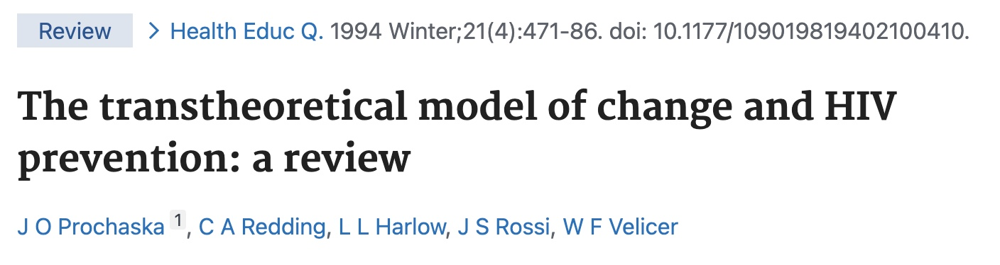 Review > Health Educ Q. 1994 Winter;21(4):471-86. doi: 10.1177/109019819402100410.
The transtheoretical model of change and HIV
prevention: a review
J O Prochaska 1, C A Redding, L L Harlow, J S Rossi, W F Velicer